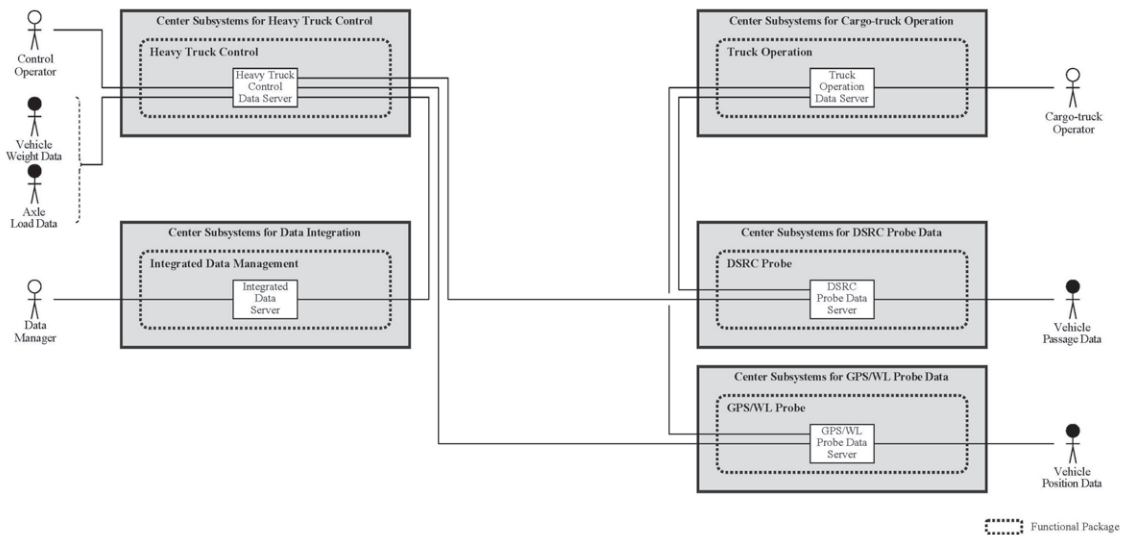 Center Subsystems for Heavy Truck Control
Heavy Truck Control
Heavy Truck
Control
Data Server
Control
Operator
Vehicle
Weight Data
Axle
Load Data
Center Subsystems for Data Integration
Integrated Data Management
Integrated
Data
Server
Data
Manager
Center Subsystems for Cargo-truck Operation
Truck Operation
Truck
Operation
Data Server
Cargo-truck
Operator
Center Subsystems for DSRC Probe Data
DSRC Probe
DSRC
Probe Data
Server
Vehicle
Passage Data
Center Subsystems for GPS/WL Probe Data
GPS/WL Probe
GPS/WL
Probe Data
Server
Vehicle
Position Data
Functional Package